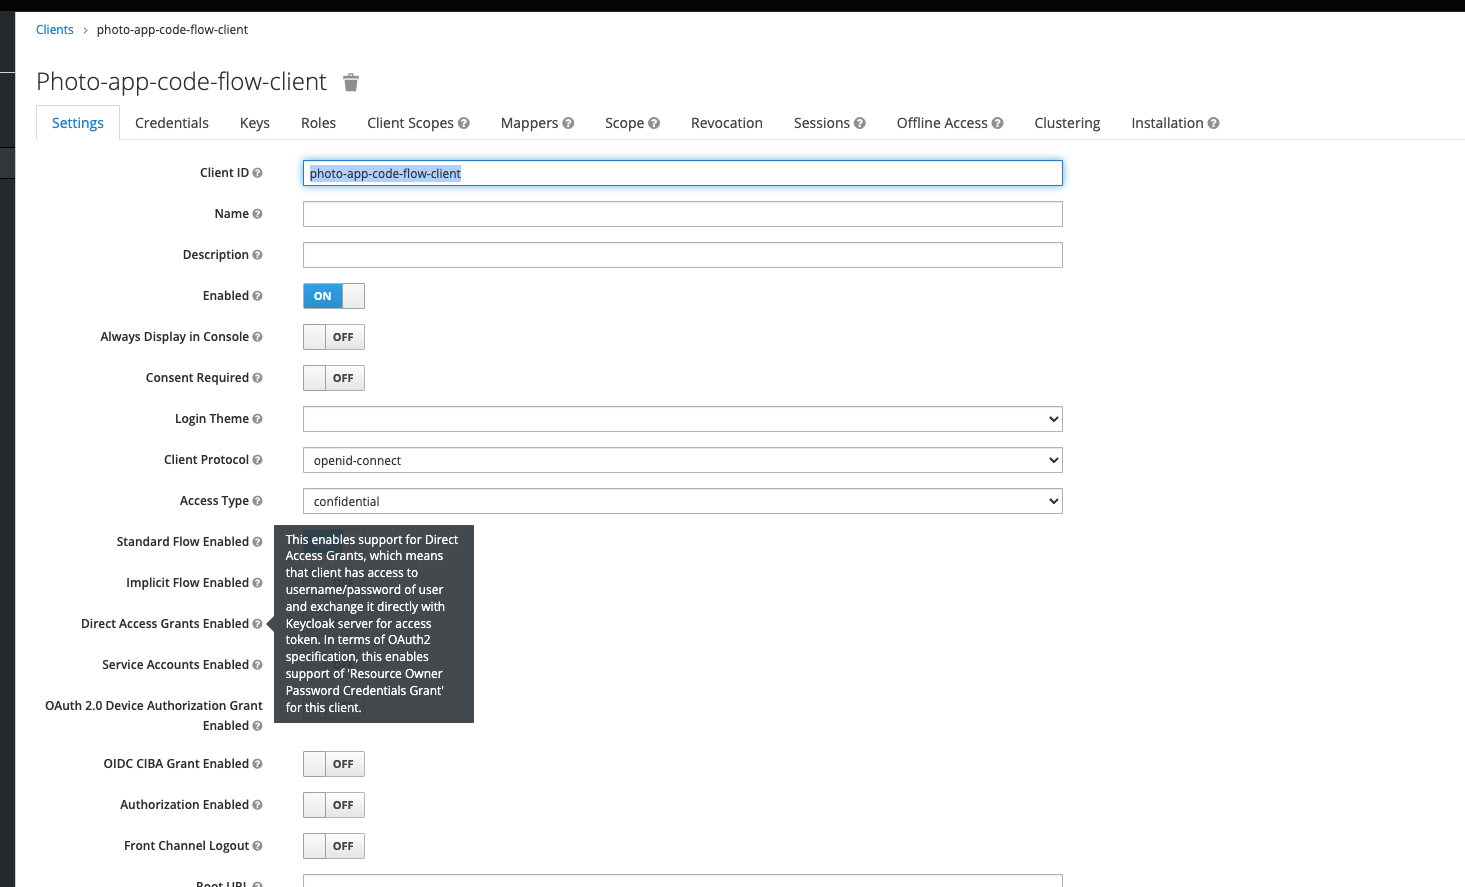 Clients › photo-app-code-flow-client
Photo-app-code-flow-client
Settings Credentials Keys Roles Client Scopes Mappers Scope Revocation Sessions Offline Access Clustering Installation
Client ID photo-app-code-flow-client
Name
Description
Enabled ON
Always Display in Console OFF
Consent Required OFF
Login Theme
Client Protocol openid-connect
Access Type confidential
Standard Flow Enabled
Implicit Flow Enabled
Direct Access Grants Enabled
This enables support for Direct
Access Grants, which means
that client has access to
username/password of user
and exchange it directly with
Keycloak server for access
token. In terms of OAuth2
specification, this enables
support of 'Resource Owner
Password Credentials Grant'
for this client.
Service Accounts Enabled
OAuth 2.0 Device Authorization Grant
Enabled
OIDC CIBA Grant Enabled OFF
Authorization Enabled OFF
Front Channel Logout OFF
Root URL